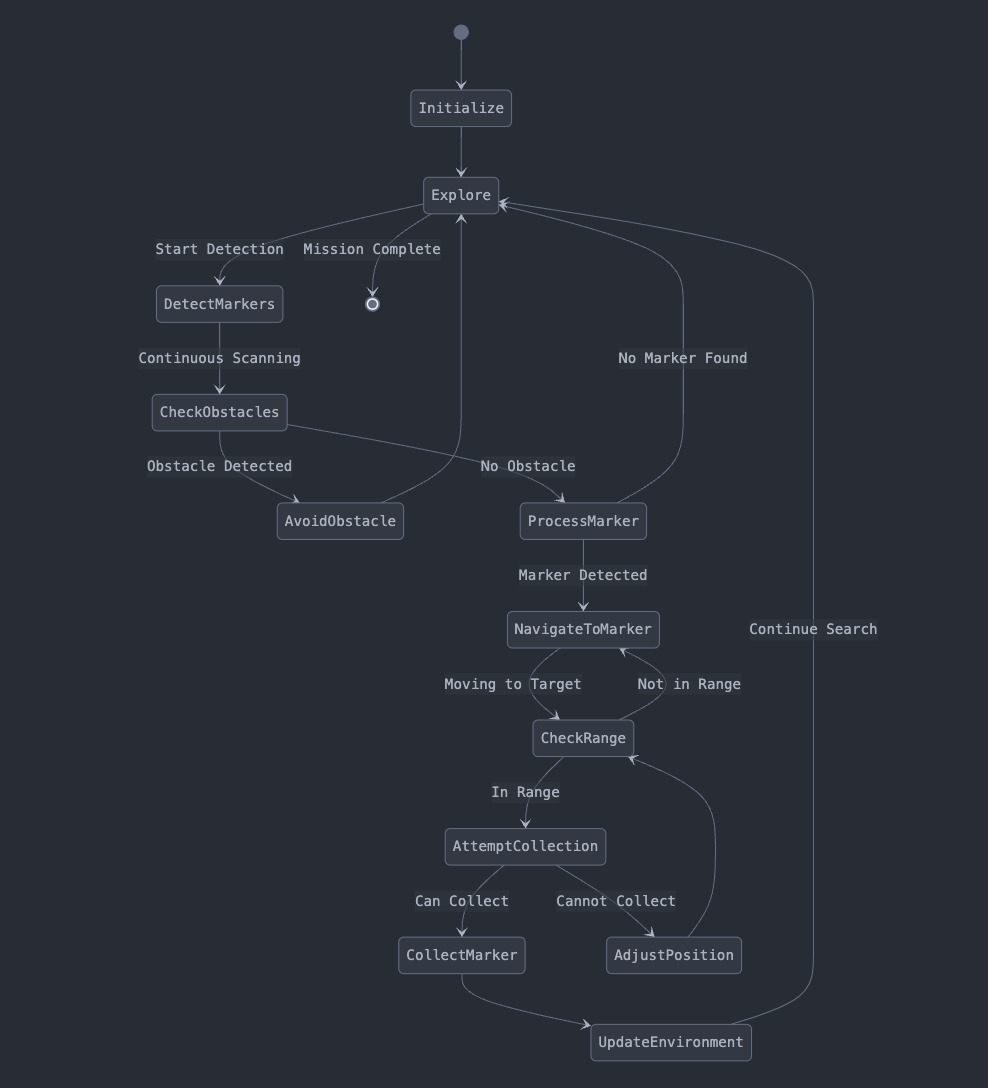 Initialize
Explore
Start Detection
Mission Complete
DetectMarkers
Continuous Scanning
No Marker Found
CheckObstacles
Obstacle Detected
No Obstacle
AvoidObstacle
ProcessMarker
Marker Detected
NavigateToMarker
Continue Search
Moving to Target
Not in Range
CheckRange
In Range
AttemptCollection
Can Collect
Cannot Collect
CollectMarker
AdjustPosition
UpdateEnvironment